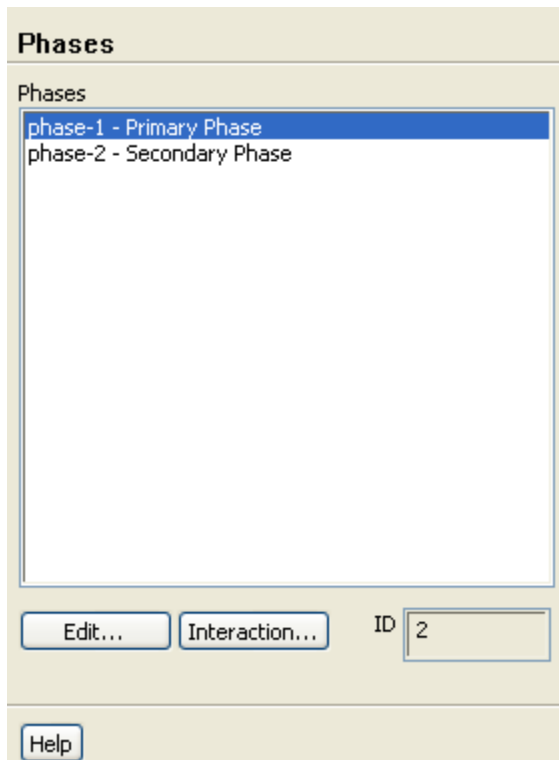 Phases
Phases
phase-1 - Primary Phase
phase-2 - Secondary Phase
Edit... Interaction... ID 2
Help